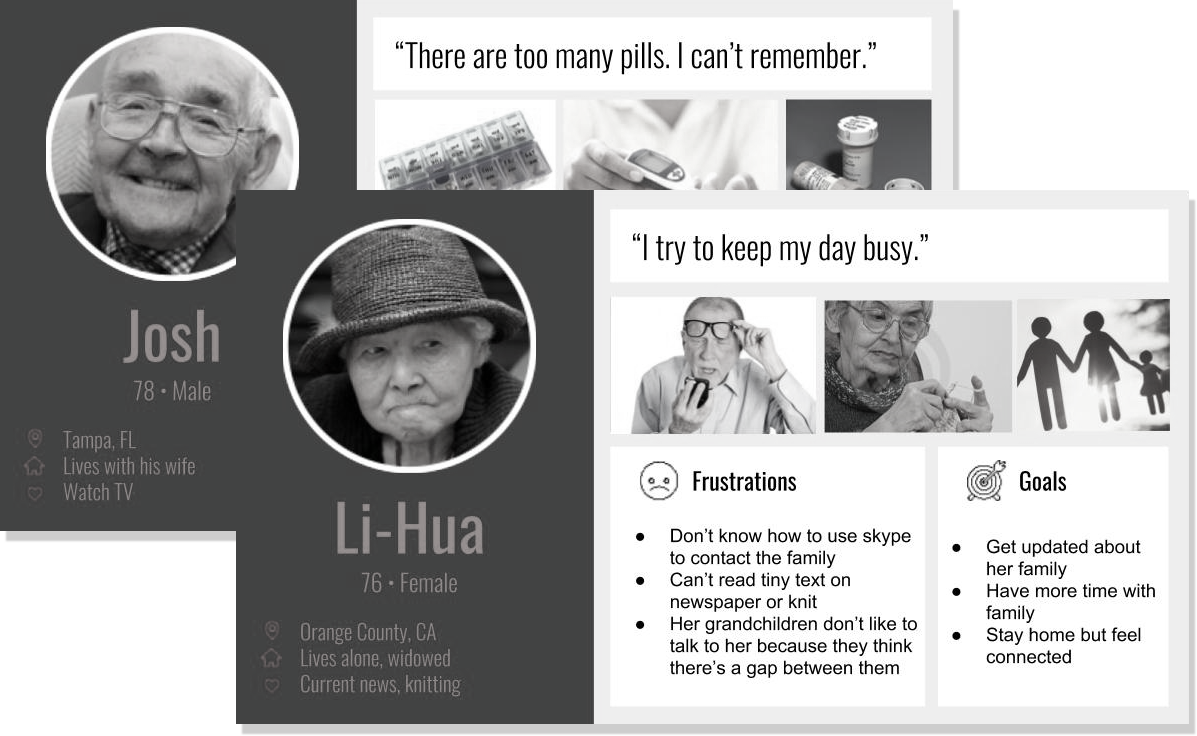 “There are too many pills. I can’t remember.”
Josh
78 • Male
Tampa, FL
Lives with his wife
Watch TV
“I try to keep my day busy.”
Li-Hua
76 • Female
Orange County, CA
Lives alone, widowed
Current news, knitting
Frustrations
● Don’t know how to use skype
to contact the family
● Can’t read tiny text on
newspaper or knit
● Her grandchildren don’t like to
talk to her because they think
there’s a gap between them
Goals
● Get updated about
her family
● Have more time with
family
● Stay home but feel
connected